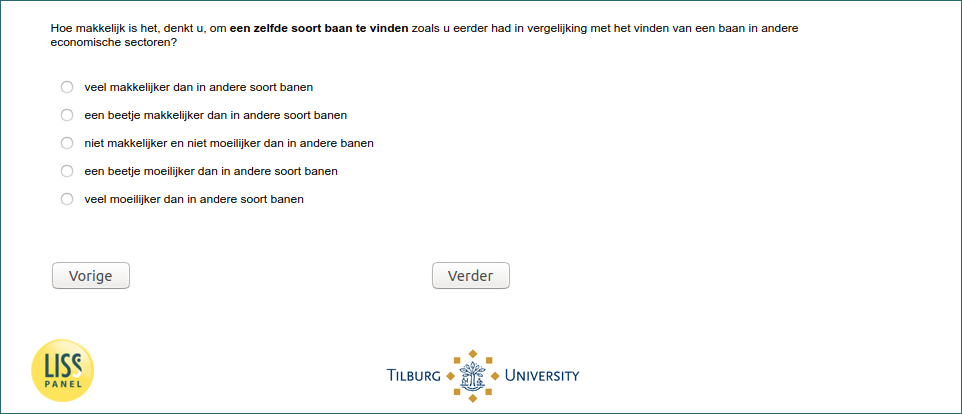 Hoe makkelijk is het, denkt u, om een zelfde soort baan te vinden zoals u eerder had in vergelijking met het vinden van een baan in andere
economische sectoren?
veel makkelijker dan in andere soort banen
een beetje makkelijker dan in andere soort banen
niet makkelijker en niet moeilijker dan in andere banen
een beetje moeilijker dan in andere soort banen
veel moeilijker dan in andere soort banen
Vorige
Verder
LISS
PANEL
TILBURG UNIVERSITY